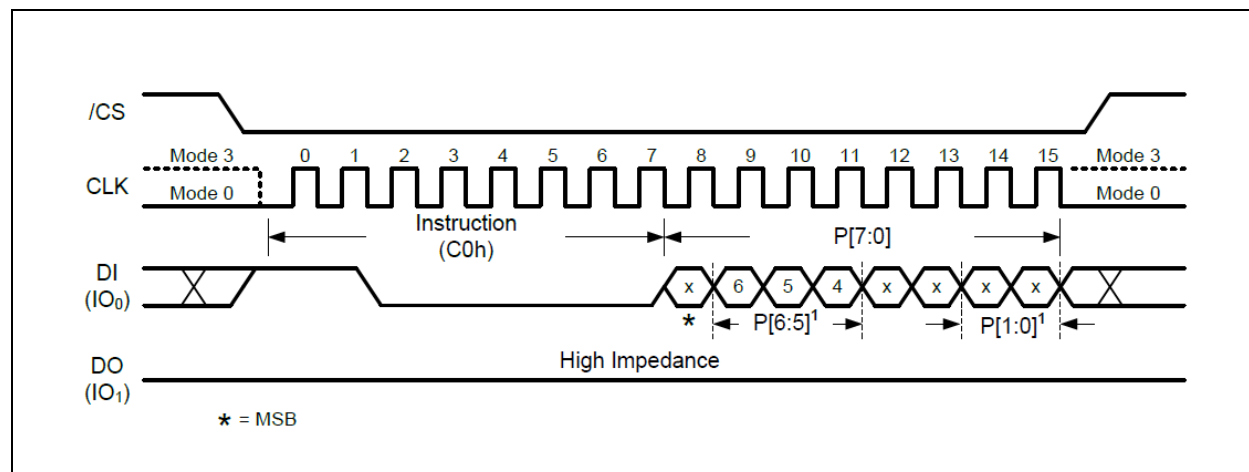 /CS
Mode 3 0 1 2 3 4 5 6 7 8 9 10 11 12 13 14 15 Mode 3
CLK
Mode 0 Mode 0
Instruction
(C0h)
P[7:0]
DI
(IO₀)
x 6 5 4 x x x x
* P[6:5]¹ P[1:0]¹
High Impedance
DO
(IO₁)
* = MSB